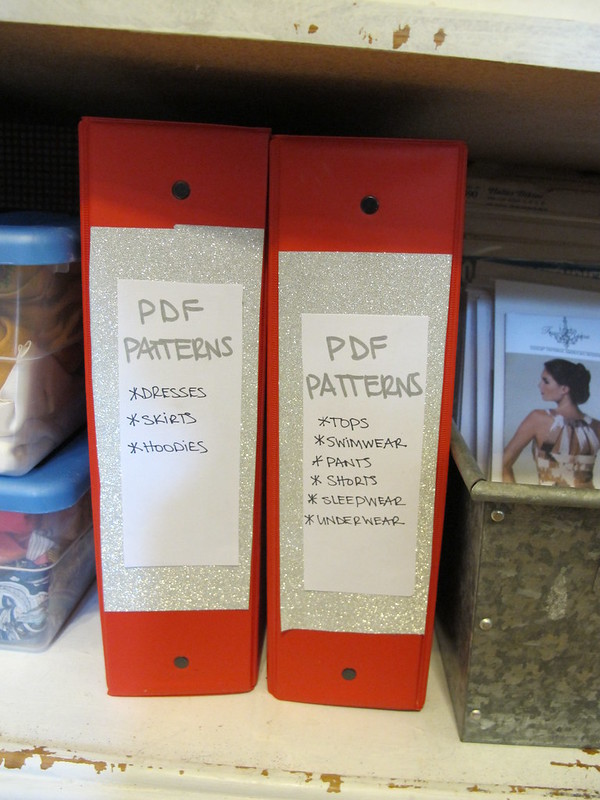 PDF
PATTERNS
*DRESSES
*SKIRTS
*HOODIES
PDF
PATTERNS
*TOPS
*SWIMWEAR
*PANTS
*SHORTS
*SLEEPWEAR
*UNDERWEAR